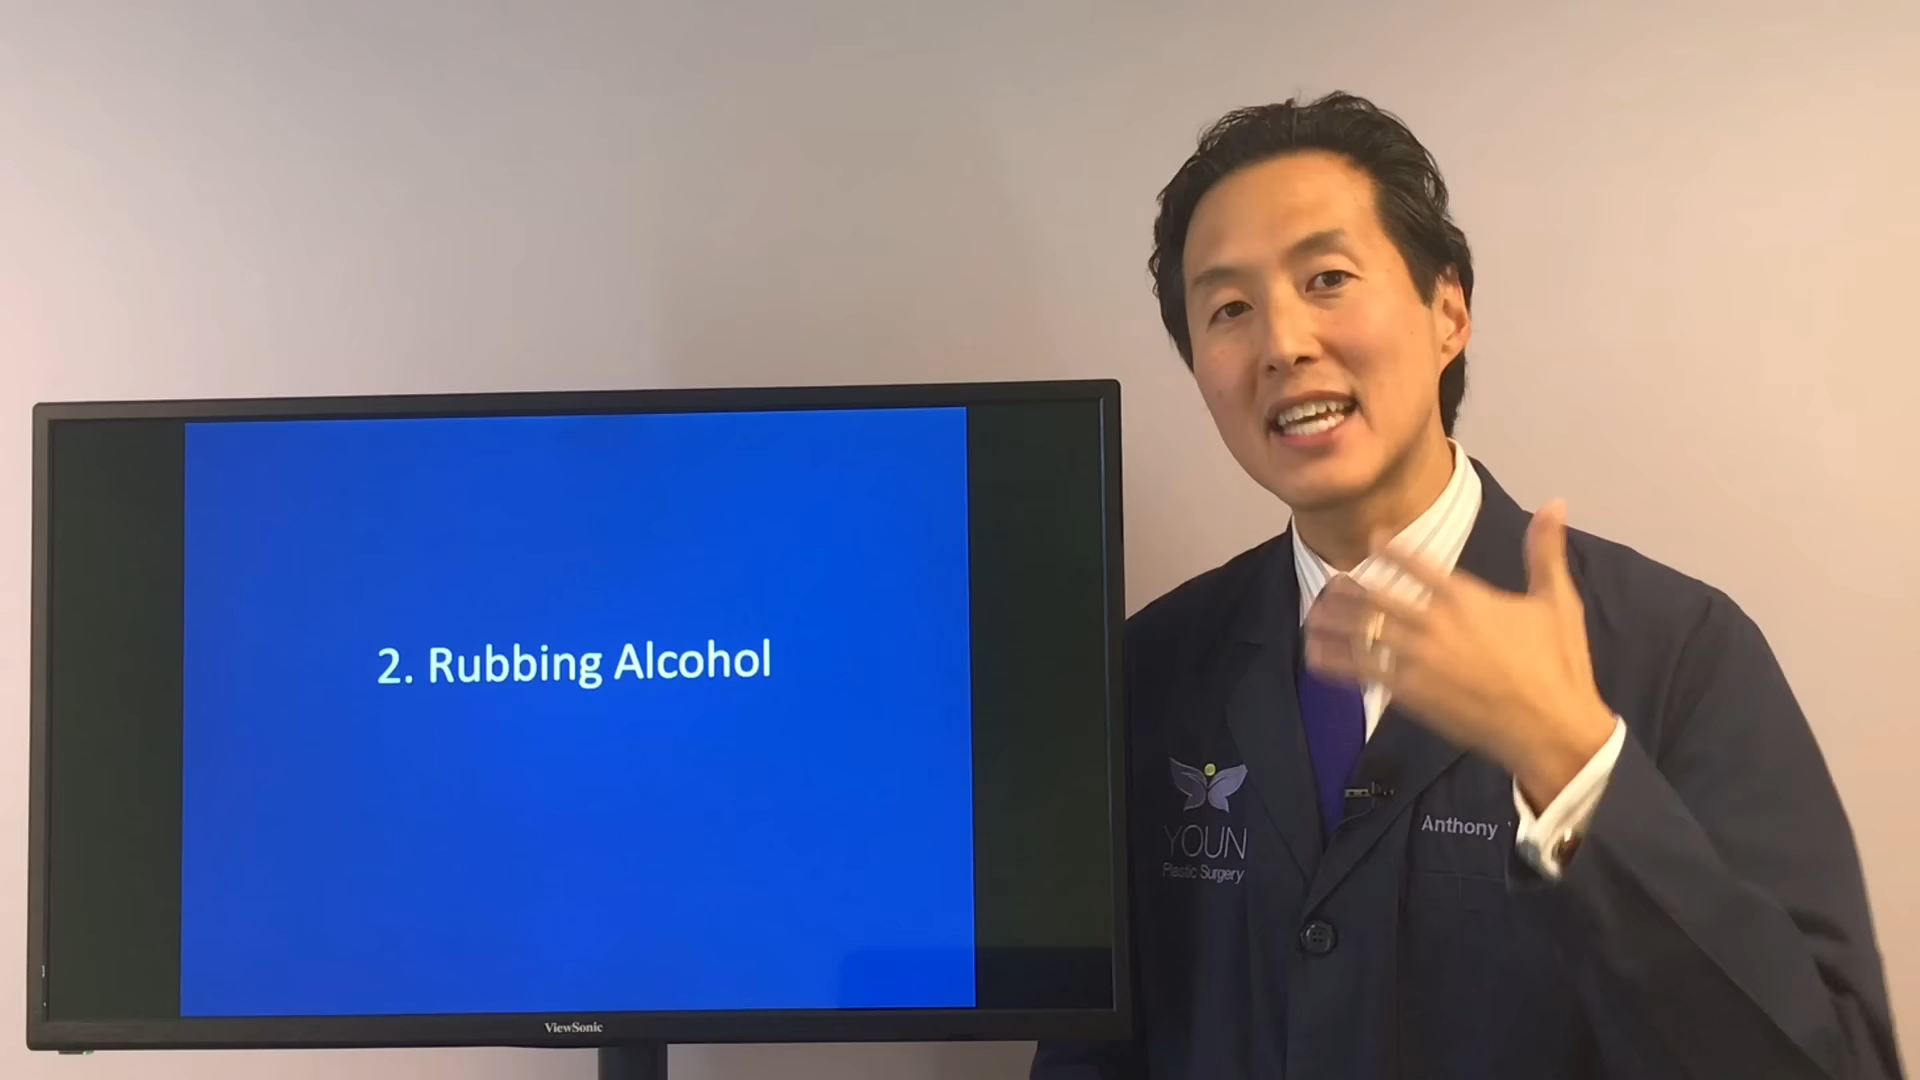 2. Rubbing Alcohol
ViewSonic
YOUN
Plastic Surgery
Anthony